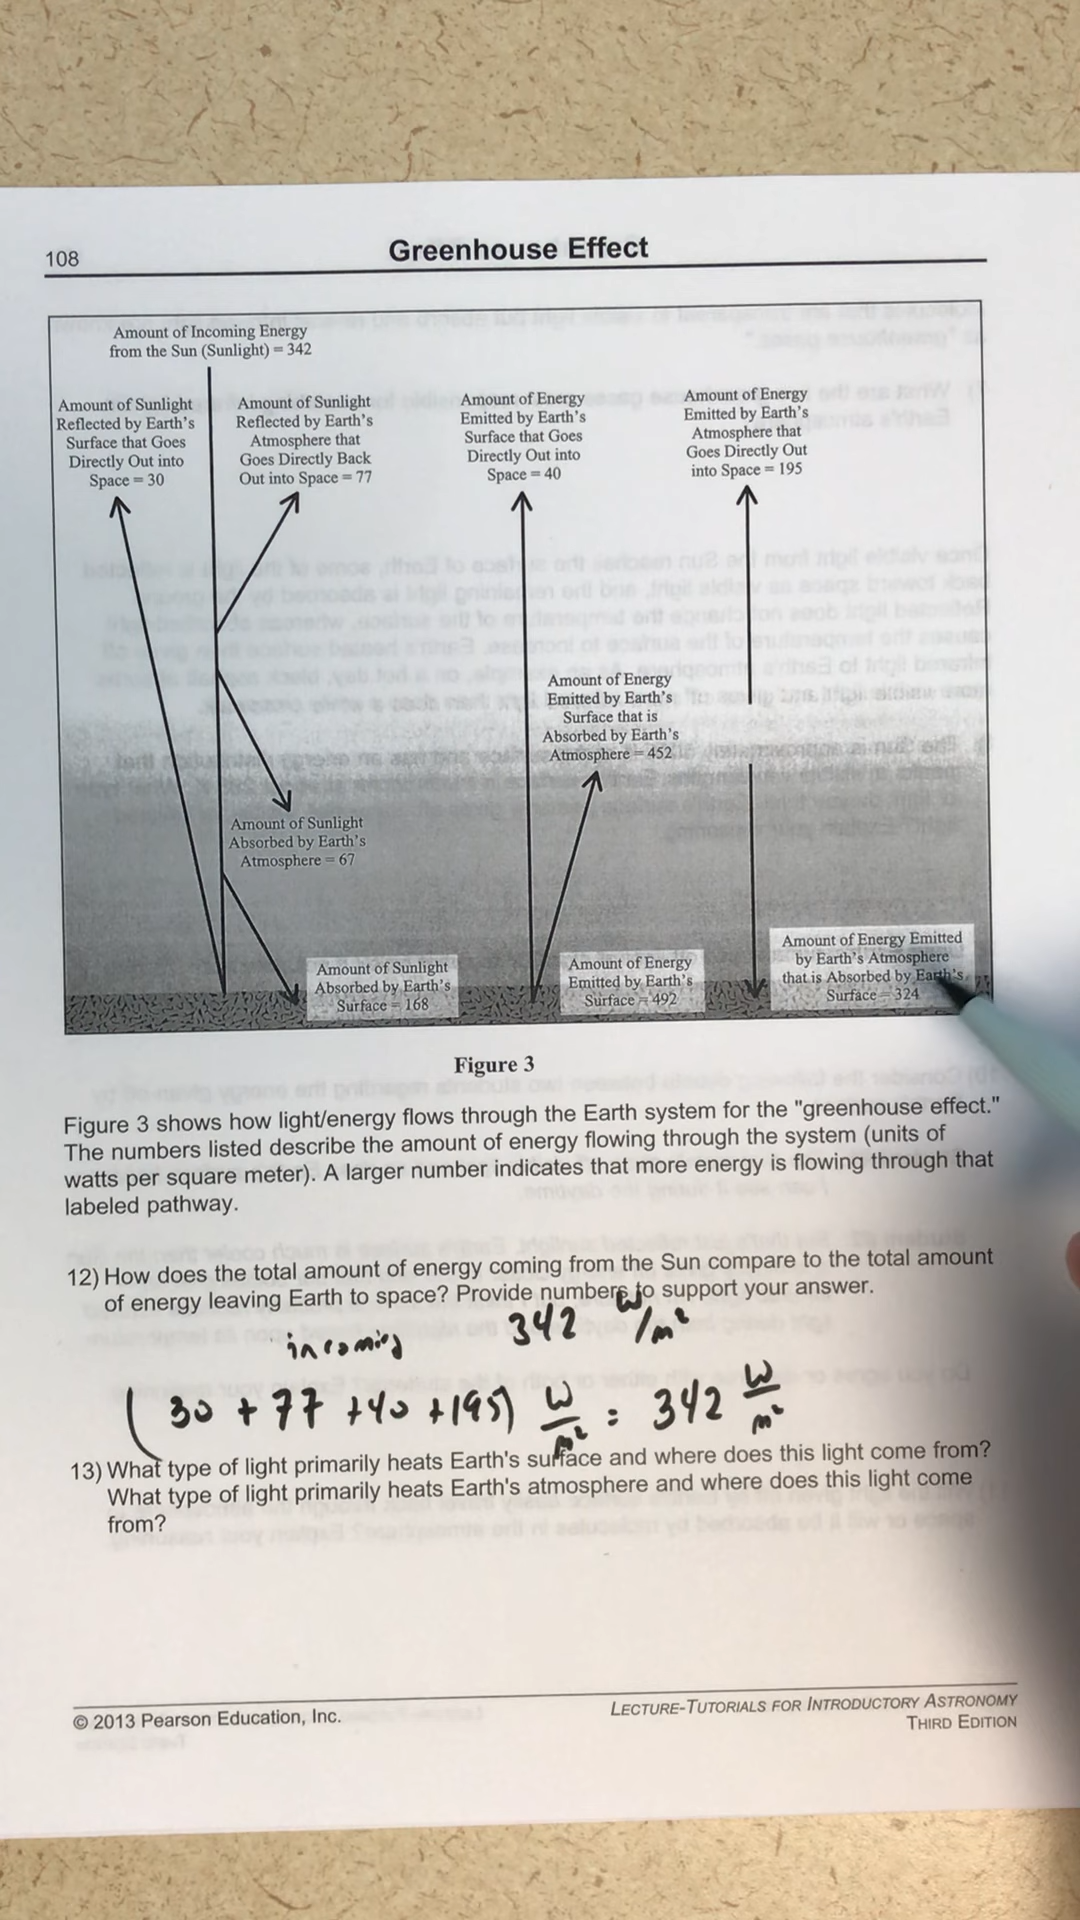 108
Greenhouse Effect
Amount of Incoming Energy
from the Sun (Sunlight) = 342
Amount of Sunlight
Reflected by Earth's
Surface that Goes
Directly Out into
Space = 30
Amount of Sunlight
Reflected by Earth's
Atmosphere that
Goes Directly Back
Out into Space = 77
Amount of Energy
Emitted by Earth's
Surface that Goes
Directly Out into
Space = 40
Amount of Energy
Emitted by Earth's
Atmosphere that
Goes Directly Out
into Space = 195
Amount of Energy
Emitted by Earth's
Surface that is
Absorbed by Earth's
Atmosphere = 452
Amount of Sunlight
Absorbed by Earth's
Atmosphere = 67
Amount of Sunlight
Absorbed by Earth's
Surface = 168
Amount of Energy
Emitted by Earth's
Surface = 492
Amount of Energy Emitted
by Earth's Atmosphere
that is Absorbed by Earth's
Surface = 324
Figure 3
Figure 3 shows how light/energy flows through the Earth system for the "greenhouse effect."
The numbers listed describe the amount of energy flowing through the system (units of
watts per square meter). A larger number indicates that more energy is flowing through that
labeled pathway.
12) How does the total amount of energy coming from the Sun compare to the total amount
of energy leaving Earth to space? Provide numbers to support your answer.
incoming 342 W/m²
(30 + 77 + 40 + 195) W/m² = 342 W/m²
13) What type of light primarily heats Earth's surface and where does this light come from?
What type of light primarily heats Earth's atmosphere and where does this light come
from?
© 2013 Pearson Education, Inc.
LECTURE-TUTORIALS FOR INTRODUCTORY ASTRONOMY
THIRD EDITION